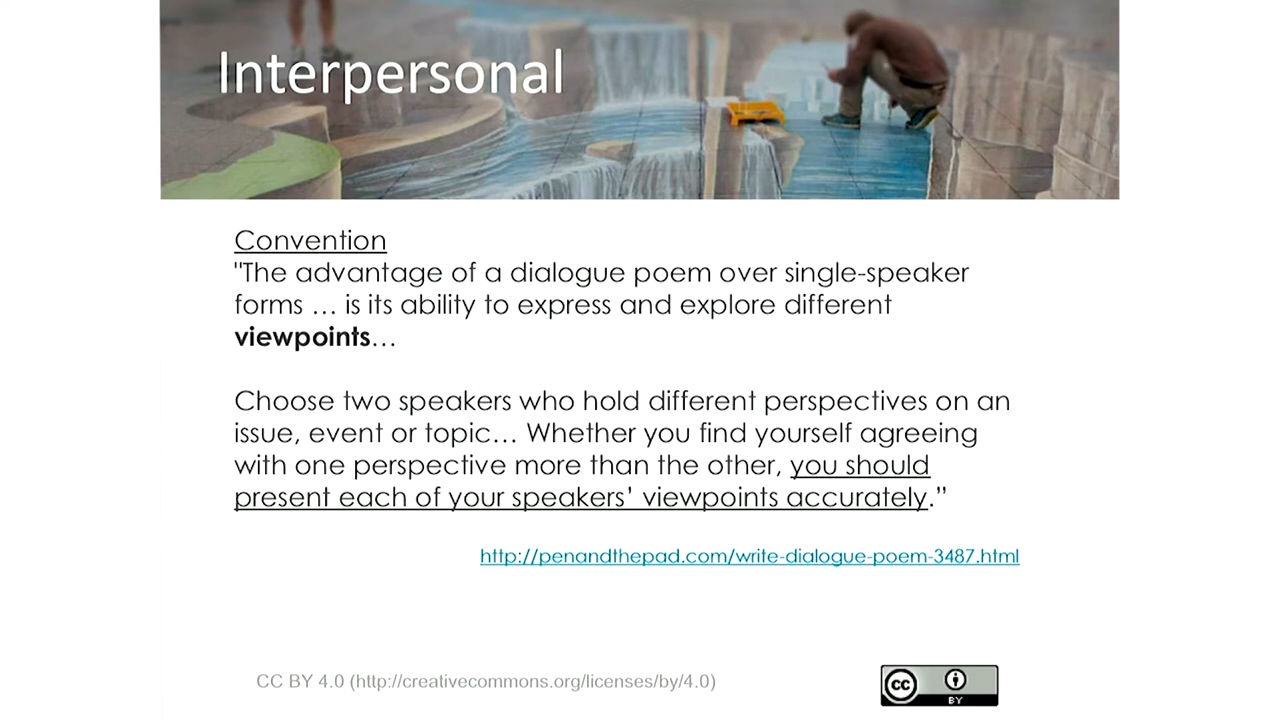 Interpersonal
Convention
"The advantage of a dialogue poem over single-speaker
forms … is its ability to express and explore different
viewpoints…
Choose two speakers who hold different perspectives on an
issue, event or topic… Whether you find yourself agreeing
with one perspective more than the other, you should
present each of your speakers’ viewpoints accurately.”
http://penandthepad.com/write-dialogue-poem-3487.html
CC BY 4.0 (http://creativecommons.org/licenses/by/4.0)
cc
BY